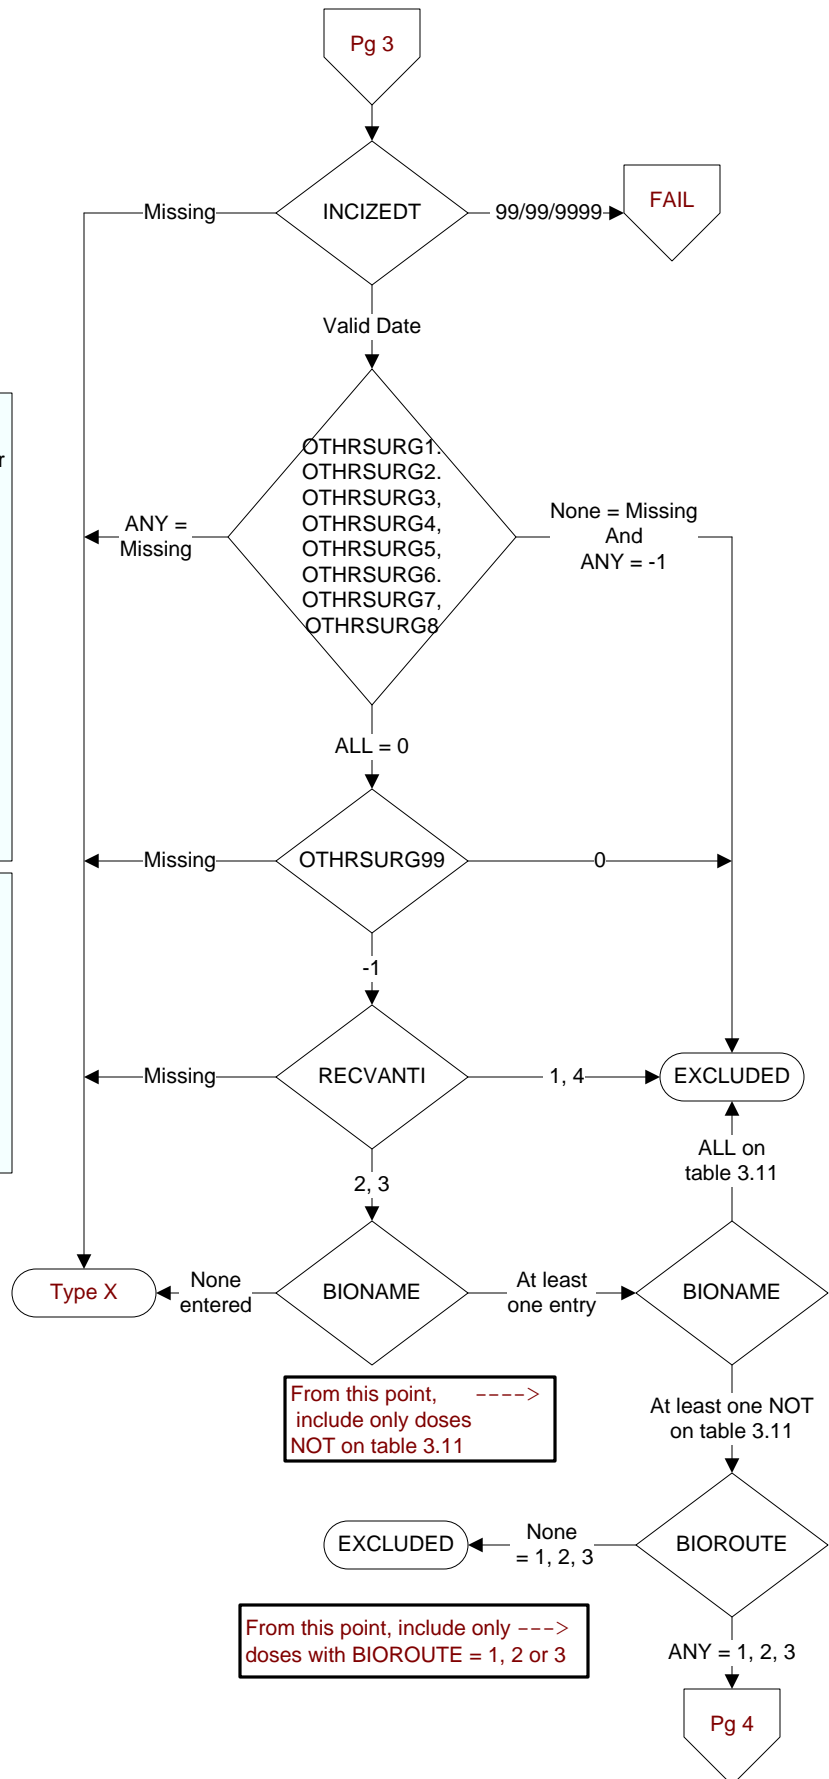 Pg 3
INCIZEDT
Missing
99/99/9999
FAIL
Valid Date
r
OTHRSURG1.
OTHRSURG2.
OTHRSURG3,
OTHRSURG4,
OTHRSURG5,
OTHRSURG6.
OTHRSURG7,
OTHRSURG8
ANY =
Missing
None = Missing
And
ANY = -1
ALL = 0
Missing
OTHRSURG99
0
-1
Missing
RECVANTI
1, 4
EXCLUDED
2, 3
ALL on
table 3.11
Type X
None
entered
BIONAME
At least
one entry
BIONAME
From this point, ---->
include only doses
NOT on table 3.11
At least one NOT
on table 3.11
EXCLUDED
None
= 1, 2, 3
BIOROUTE
From this point, include only --->
doses with BIOROUTE = 1, 2 or 3
ANY = 1, 2, 3
Pg 4